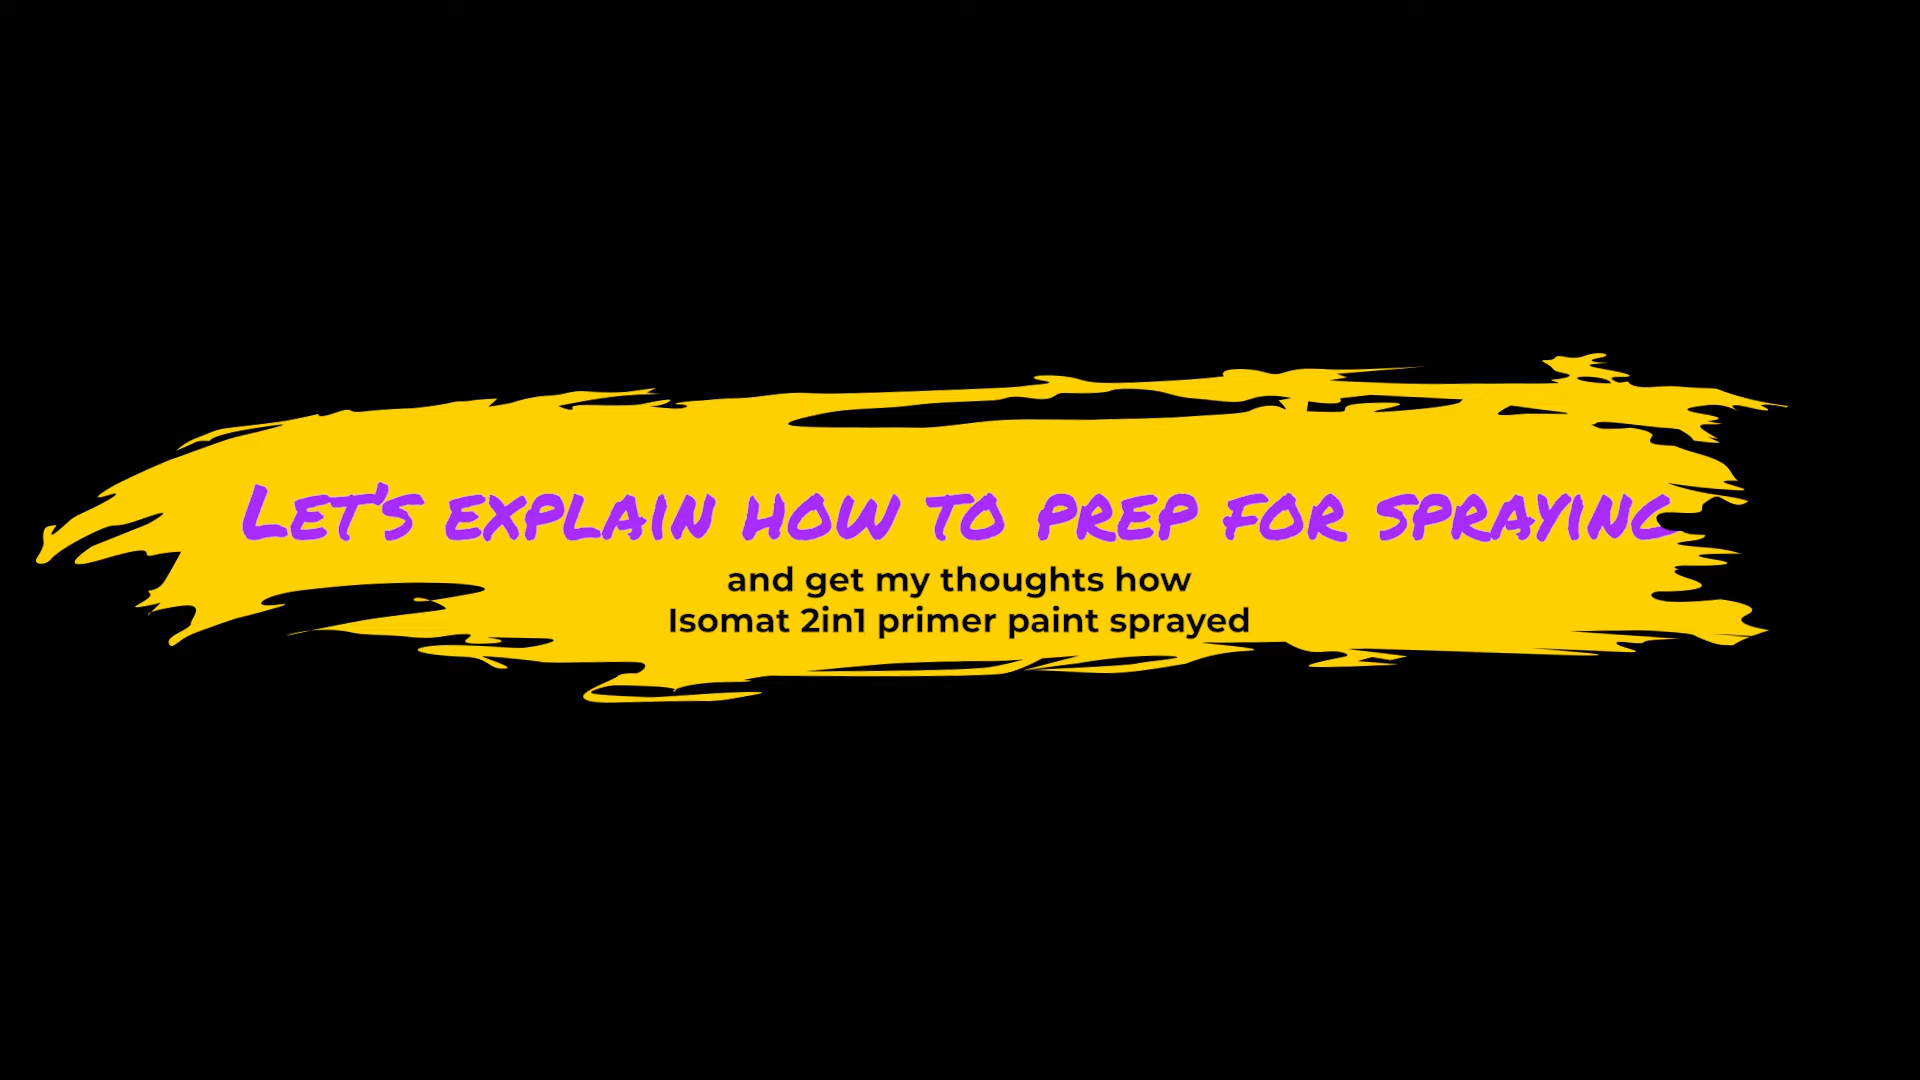 Let's explain how to prep for spraying
and get my thoughts how
Isomat 2in1 primer paint sprayed